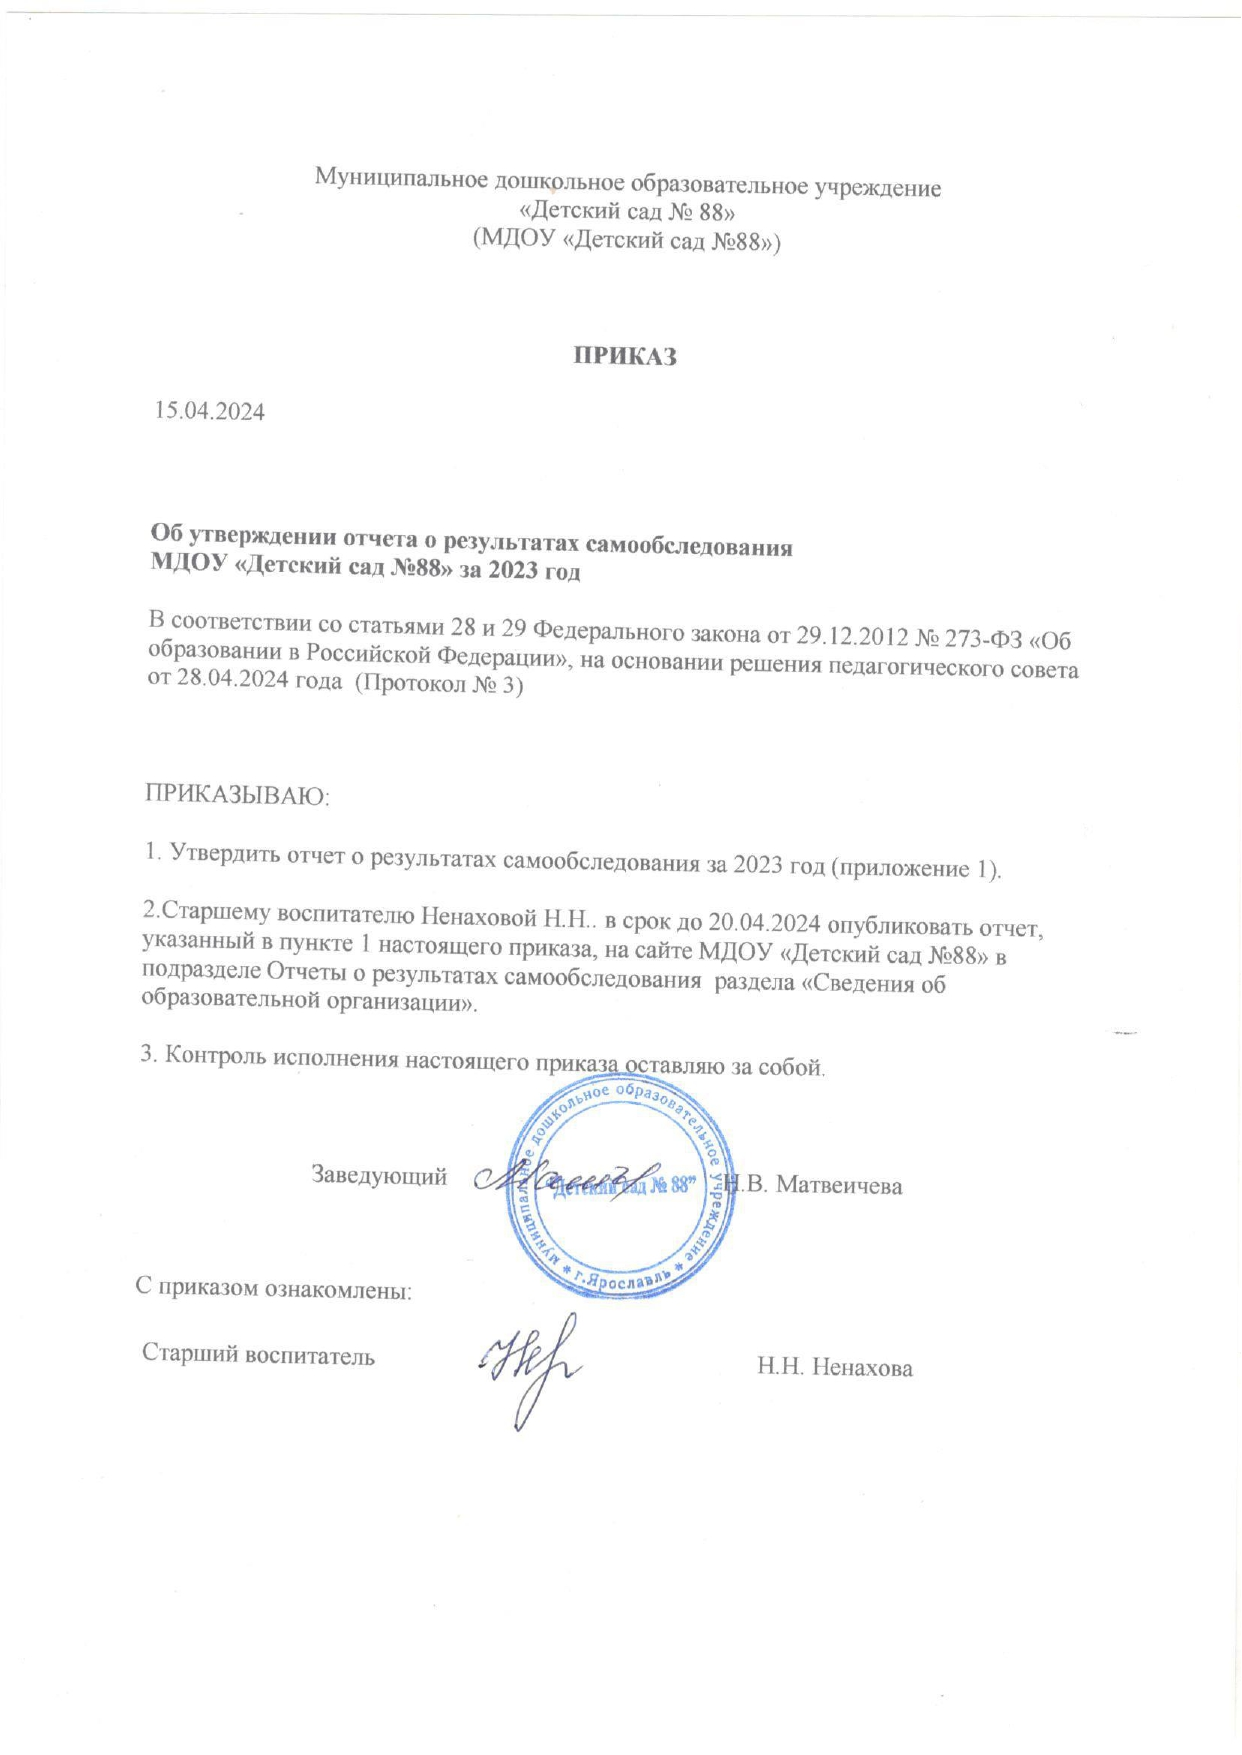 Муниципальное дошкольное образовательное учреждение
«Детский сад № 88»
(МДОУ «Детский сад №88»)
ПРИКАЗ
15.04.2024
Об утверждении отчета о результатах самообследования
МДОУ «Детский сад №88» за 2023 год
В соответствии со статьями 28 и 29 Федерального закона от 29.12.2012 № 273-ФЗ «Об
образовании в Российской Федерации», на основании решения педагогического совета
от 28.04.2024 года (Протокол № 3)
ПРИКАЗЫВАЮ:
1. Утвердить отчет о результатах самообследования за 2023 год (приложение 1).
2.Старшему воспитателю Ненаховой Н.Н.. в срок до 20.04.2024 опубликовать отчет,
указанный в пункте 1 настоящего приказа, на сайте МДОУ «Детский сад №88» в
подразделе Отчеты о результатах самообследования раздела «Сведения об
образовательной организации».
3. Контроль исполнения настоящего приказа оставляю за собой.
Заведующий Н.В. Матвеичева
муниципальное дошкольное образовательное учреждение
"Детский сад № 88"
* г.Ярославль *
С приказом ознакомлены:
Старший воспитатель Н.Н. Ненахова